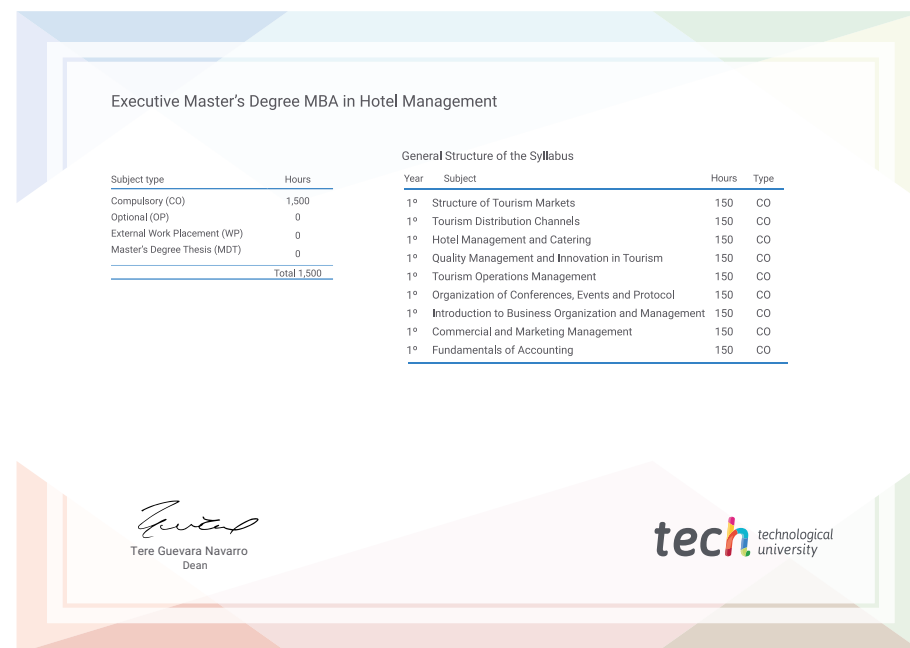 Executive Master's Degree MBA in Hotel Management
General Structure of the Syllabus
Subject type Hours
Compulsory (CO) 1,500
Optional (OP) 0
External Work Placement (WP) 0
Master's Degree Thesis (MDT) 0
Total 1,500
Year Subject Hours Type
1º Structure of Tourism Markets 150 CO
1º Tourism Distribution Channels 150 CO
1º Hotel Management and Catering 150 CO
1º Quality Management and Innovation in Tourism 150 CO
1º Tourism Operations Management 150 CO
1º Organization of Conferences, Events and Protocol 150 CO
1º Introduction to Business Organization and Management 150 CO
1º Commercial and Marketing Management 150 CO
1º Fundamentals of Accounting 150 CO
Tere Guevara Navarro
Dean
tech technological
university